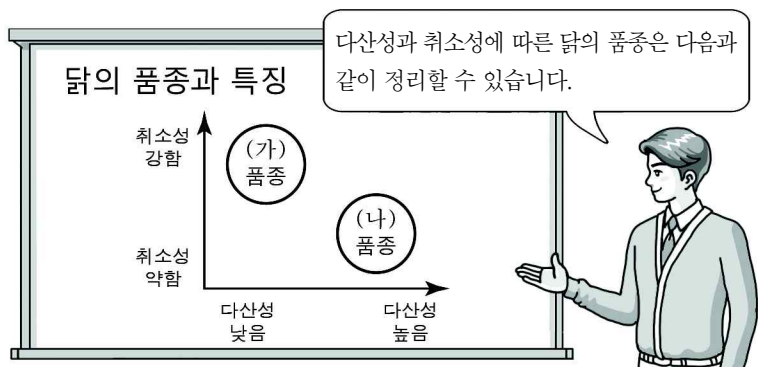 다산성과 취소성에 따른 닭의 품종은 다음과
같이 정리할 수 있습니다.
닭의 품종과 특징
취소성
강함
(가)
품종
(나)
품종
취소성
약함
다산성
낮음
다산성
높음